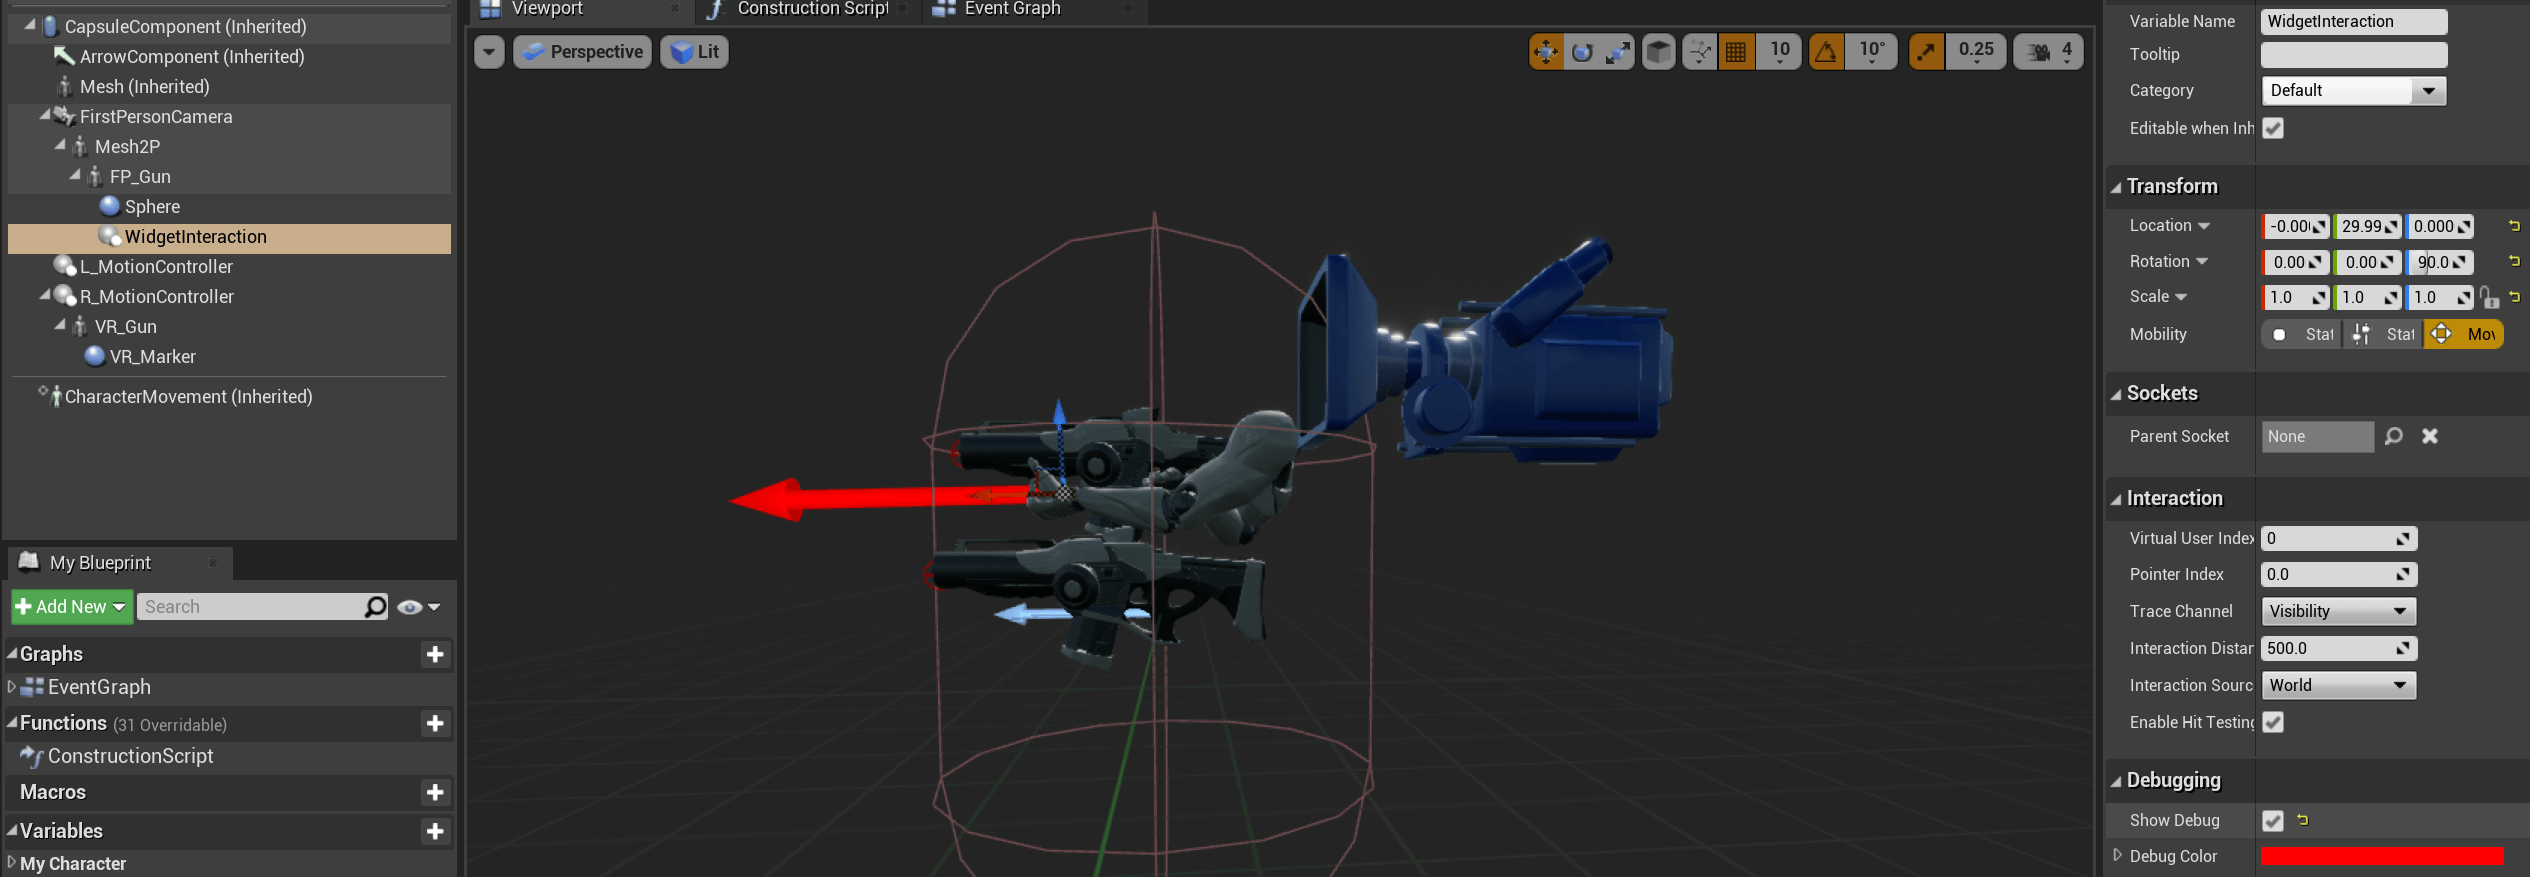 CapsuleComponent (Inherited)
ArrowComponent (Inherited)
Mesh (Inherited)
FirstPersonCamera
Mesh2P
FP_Gun
Sphere
WidgetInteraction
L_MotionController
R_MotionController
VR_Gun
VR_Marker
CharacterMovement (Inherited)
My Blueprint
Add New
Search
Graphs
EventGraph
Functions (31 Overridable)
ConstructionScript
Macros
Variables
My Character
Viewport
Construction Script
Event Graph
Perspective
Lit
10
10°
0.25
4
Variable Name
WidgetInteraction
Tooltip
Category
Default
Editable when Inh
Transform
Location
-0.00
29.99
0.000
Rotation
0.00
0.00
90.0
Scale
1.0
1.0
1.0
Mobility
Stat
Stat
Mov
Sockets
Parent Socket
None
Interaction
Virtual User Index
0
Pointer Index
0.0
Trace Channel
Visibility
Interaction Distan
500.0
Interaction Sourc
World
Enable Hit Testing
Debugging
Show Debug
Debug Color